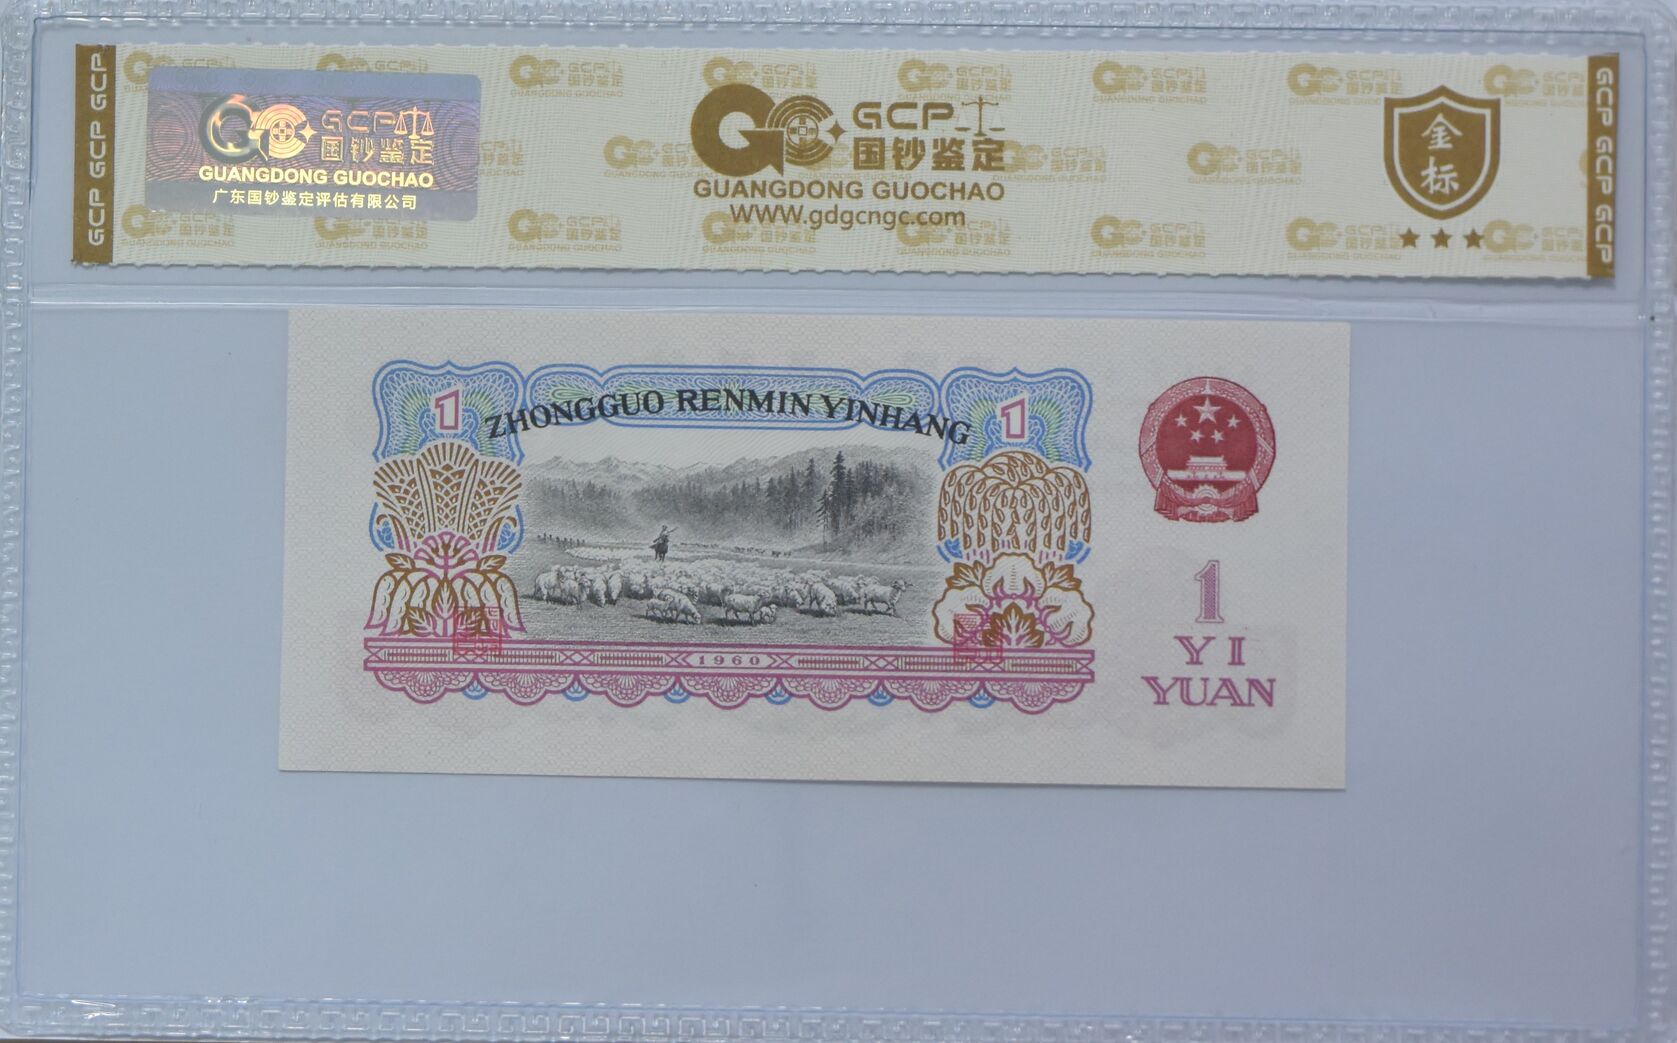 GCP GCP GCP
GCP
国钞鉴定
GUANGDONG GUOCHAO
广东国钞鉴定评估有限公司
GCP
国钞鉴定
GUANGDONG GUOCHAO
WWW.gdgcngc.com
金标
GCP GCP GCP
1
ZHONGGUO RENMIN YINHANG
1
1960
1
YI
YUAN